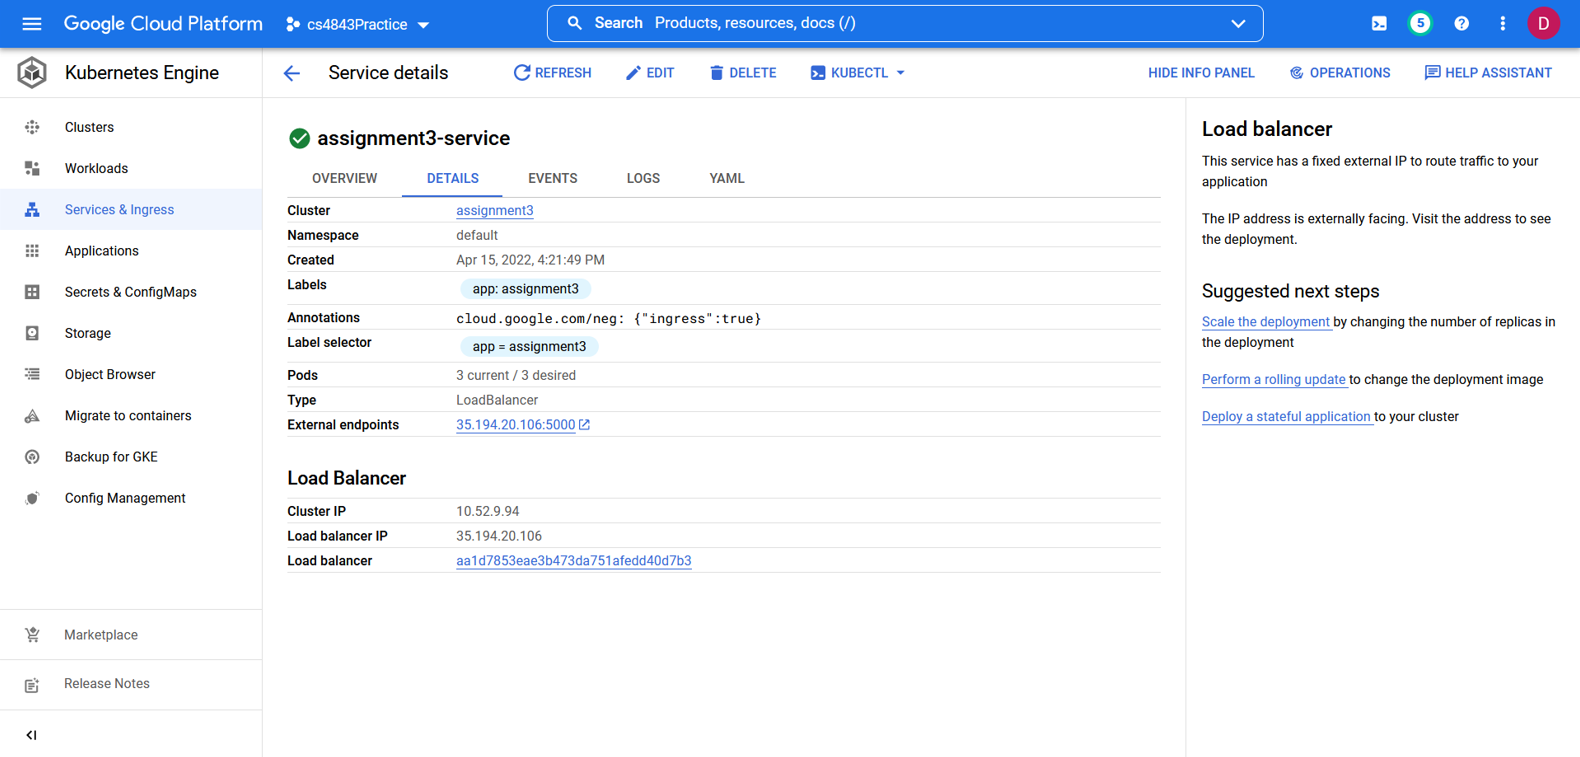 Google Cloud Platform
cs4843Practice
Search Products, resources, docs (/)
5
?
D
Kubernetes Engine
Service details
REFRESH
EDIT
DELETE
KUBECTL
HIDE INFO PANEL
OPERATIONS
HELP ASSISTANT
Clusters
Workloads
Services & Ingress
Applications
Secrets & ConfigMaps
Storage
Object Browser
Migrate to containers
Backup for GKE
Config Management
Marketplace
Release Notes
assignment3-service
OVERVIEW
DETAILS
EVENTS
LOGS
YAML
Cluster assignment3
Namespace default
Created Apr 15, 2022, 4:21:49 PM
Labels app: assignment3
Annotations cloud.google.com/neg: {"ingress":true}
Label selector app = assignment3
Pods 3 current / 3 desired
Type LoadBalancer
External endpoints 35.194.20.106:5000
Load Balancer
Cluster IP 10.52.9.94
Load balancer IP 35.194.20.106
Load balancer aa1d7853eae3b473da751afedd40d7b3
Load balancer
This service has a fixed external IP to route traffic to your
application
The IP address is externally facing. Visit the address to see
the deployment.
Suggested next steps
Scale the deployment by changing the number of replicas in
the deployment
Perform a rolling update to change the deployment image
Deploy a stateful application to your cluster